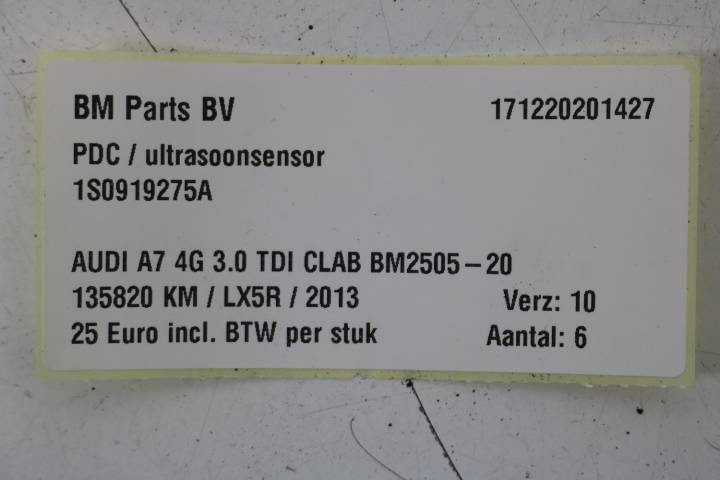 BM Parts BV 171220201427
PDC / ultrasoonsensor
1S0919275A
AUDI A7 4G 3.0 TDI CLAB BM2505-20
135820 KM / LX5R / 2013 Verz: 10
25 Euro incl. BTW per stuk Aantal: 6